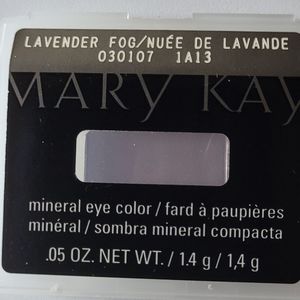 LAVENDER FOG/NUÉE DE LAVANDE
030107 1A13
MARY KAY
mineral eye color / fard à paupières
minéral / sombra mineral compacta
.05 OZ. NET WT. / 1.4 g / 1,4 g